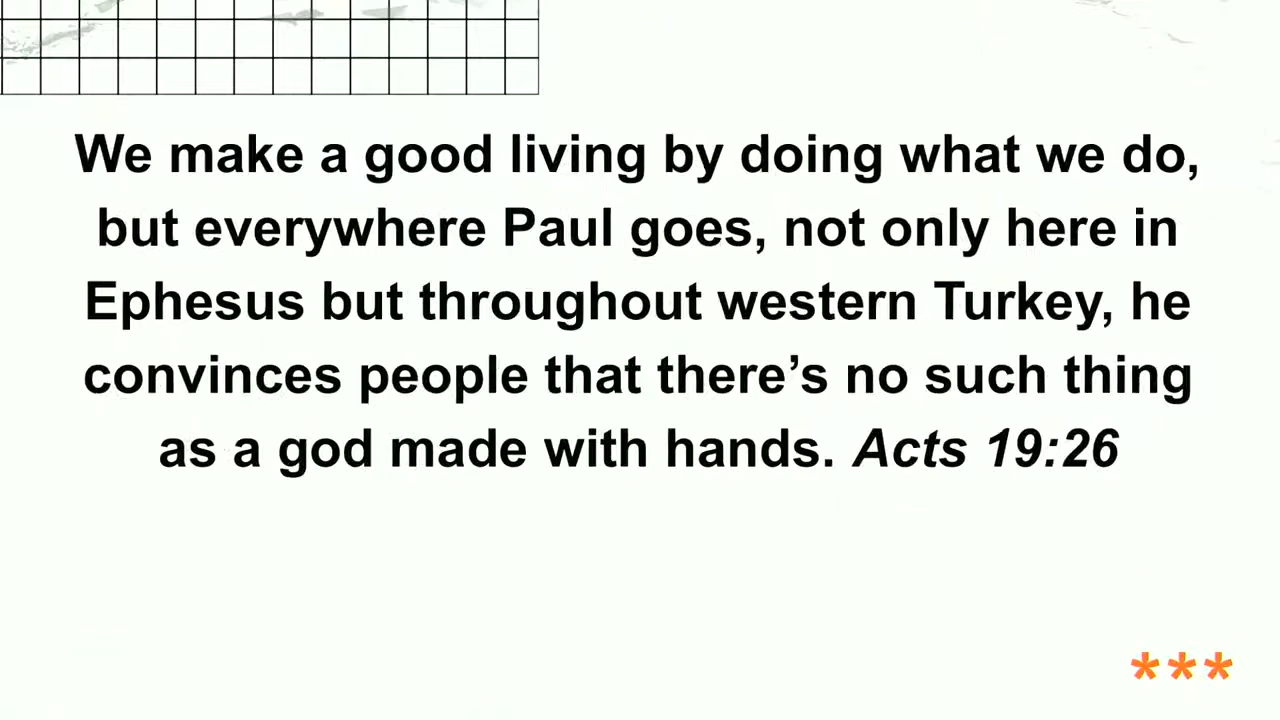 We make a good living by doing what we do,
but everywhere Paul goes, not only here in
Ephesus but throughout western Turkey, he
convinces people that there’s no such thing
as a god made with hands. Acts 19:26
***